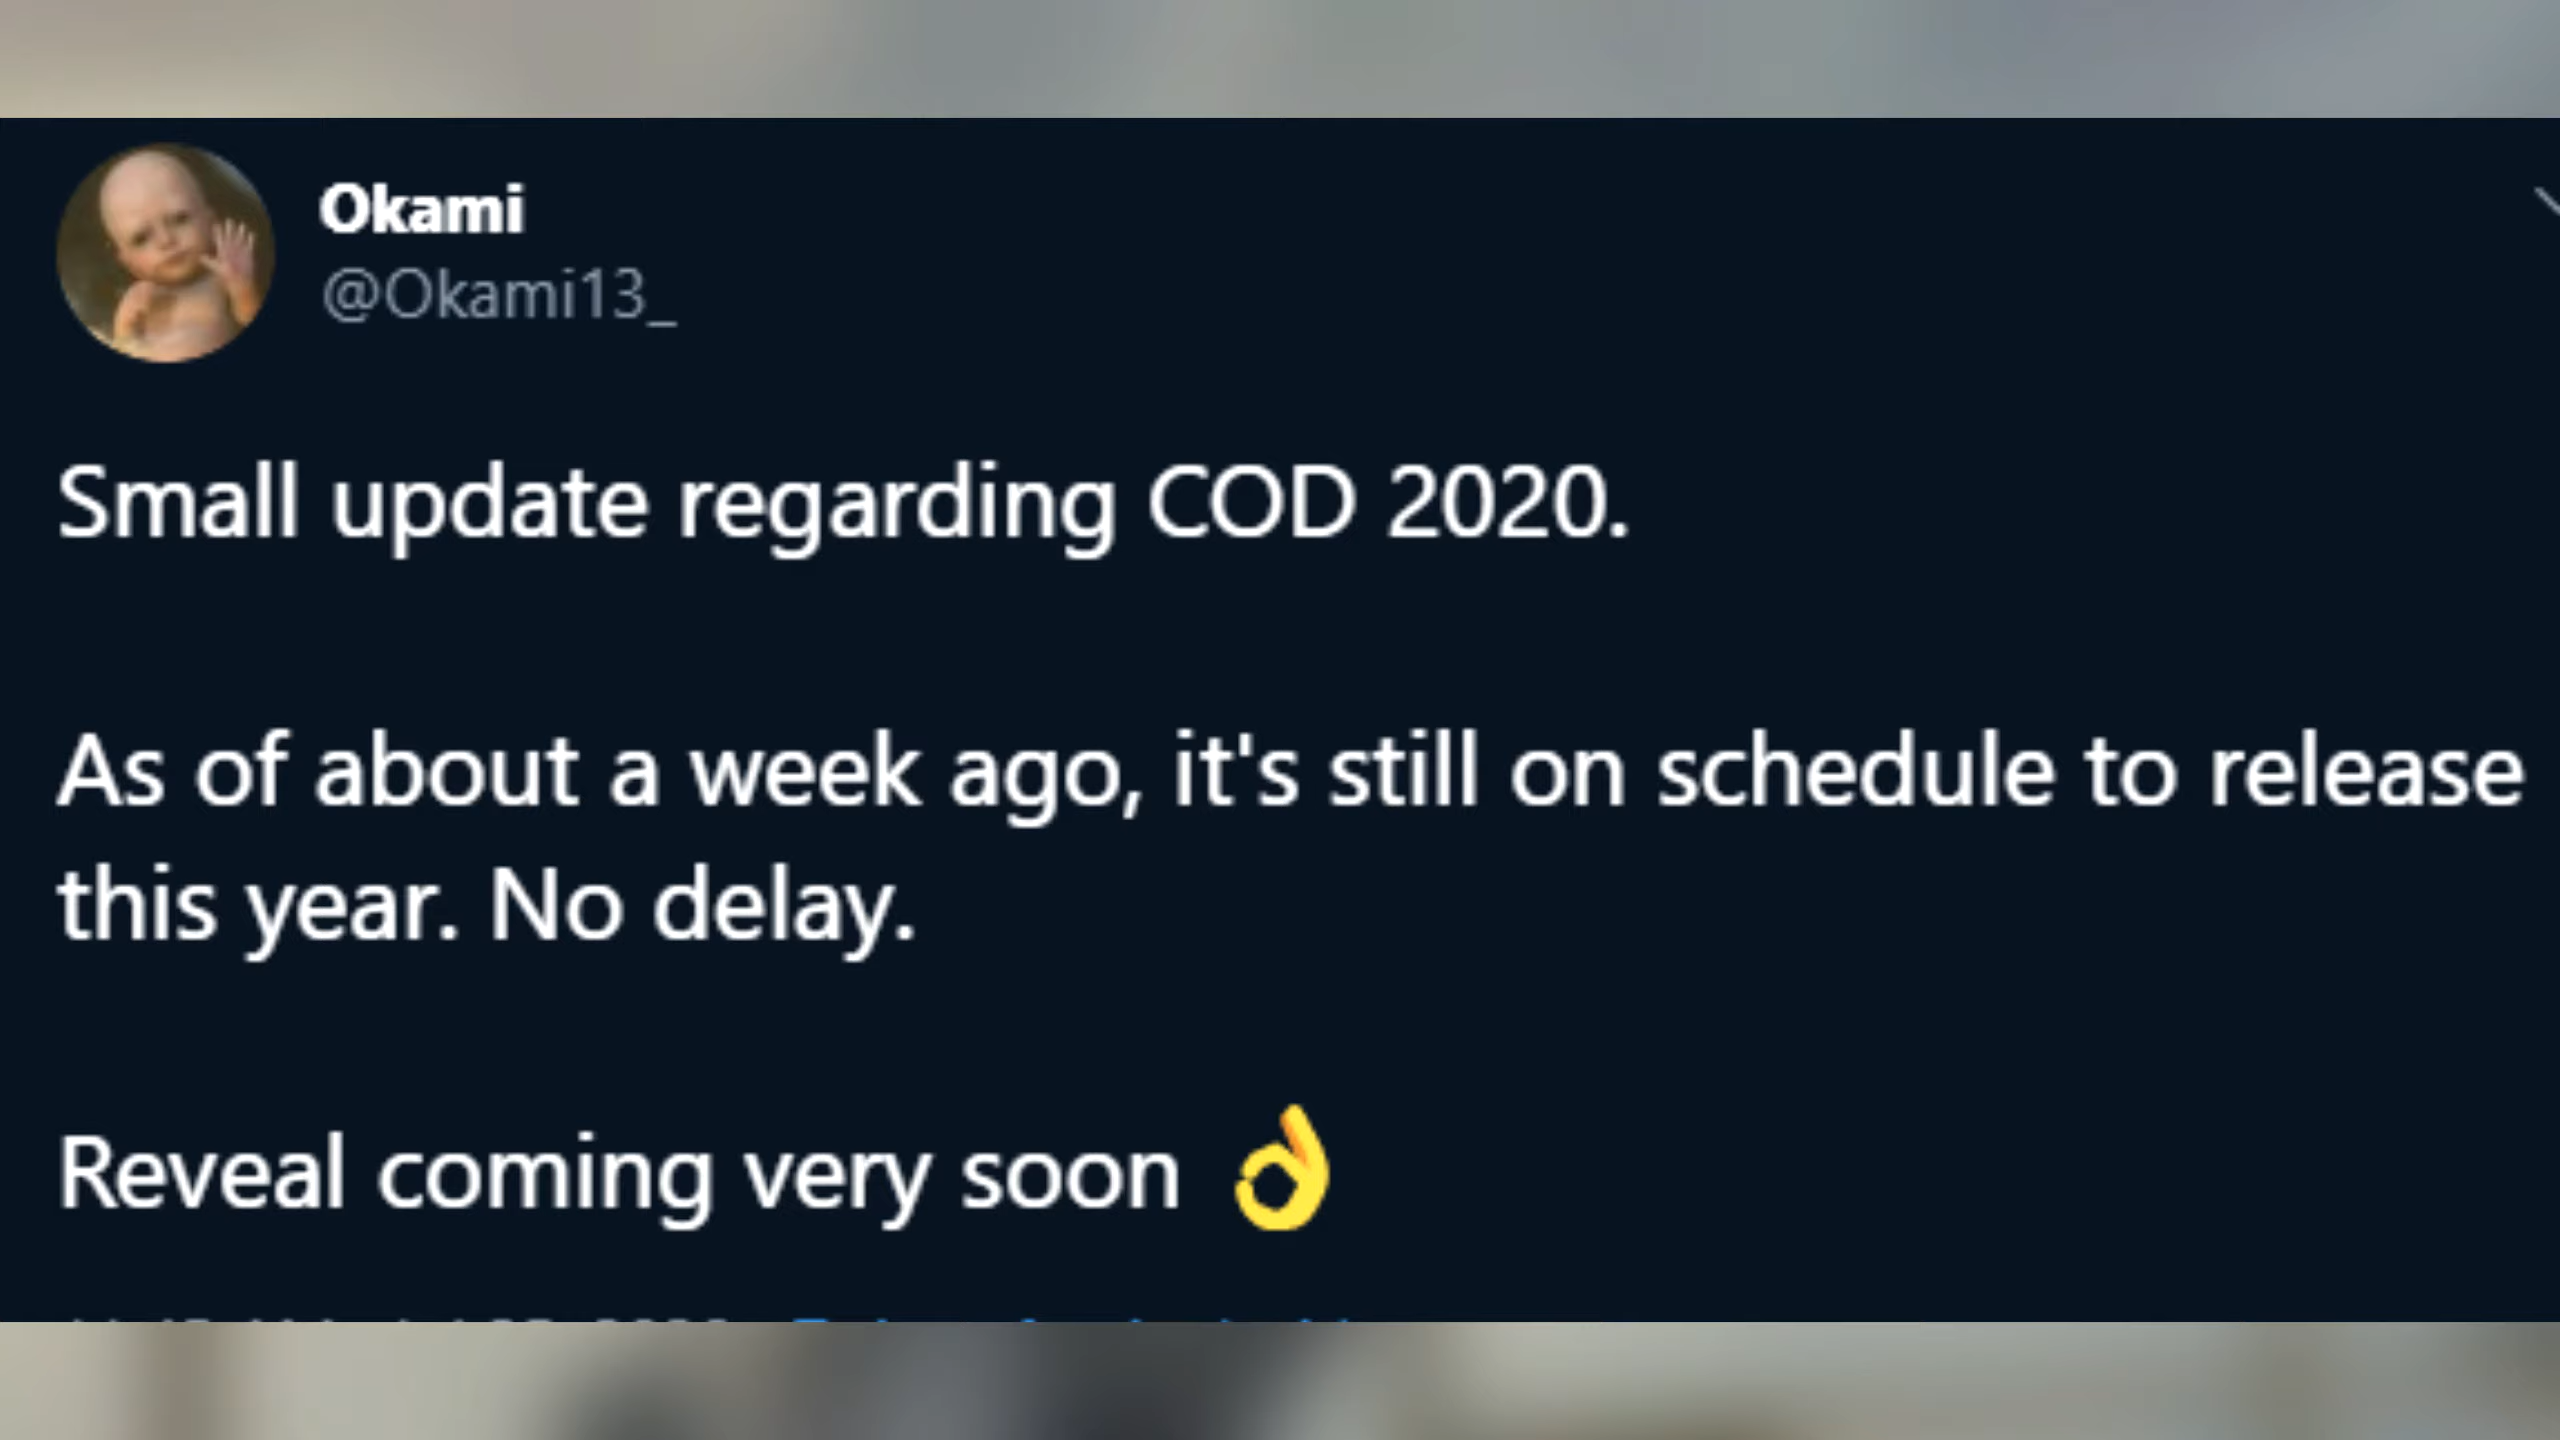 Okami
@Okami13_
Small update regarding COD 2020.
As of about a week ago, it's still on schedule to release
this year. No delay.
Reveal coming very soon 👌